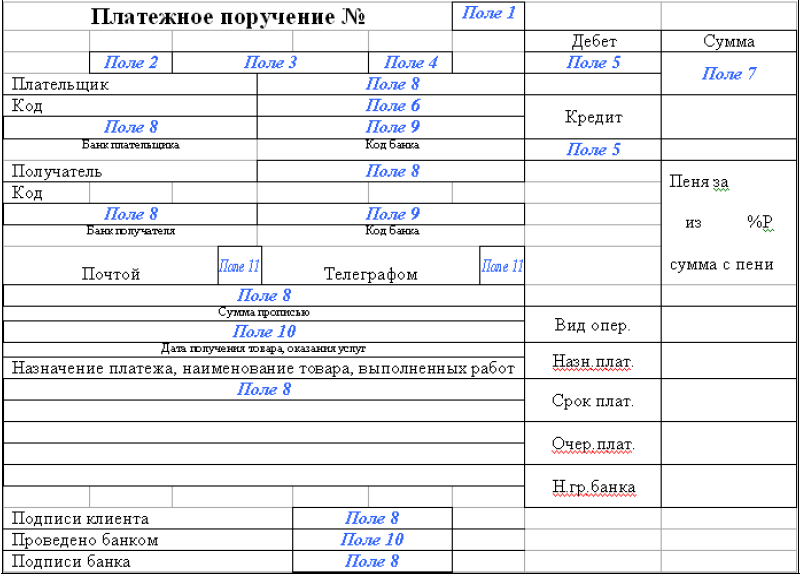 Платежное поручение № Поле 1
Дебет Сумма
Поле 2 Поле 3 Поле 4 Поле 5 Поле 7
Плательщик Поле 8
Код Поле 6 Кредит
Поле 8 Поле 9
Банк плательщика Код банка Поле 5
Получатель Поле 8 Пеня за
Код
Поле 8 Поле 9 из %Р
Банк получателя Код банка
Почтой Поле 11 Телеграфом Поле 11 сумма с пени
Поле 8
Сумма прописью
Поле 10 Вид опер.
Дата получения товара, оказания услуг
Назначение платежа, наименование товара, выполненных работ Назн.плат.
Поле 8
Срок плат.
Очер.плат.
Н.гр.банка
Подписи клиента Поле 8
Проведено банком Поле 10
Подписи банка Поле 8